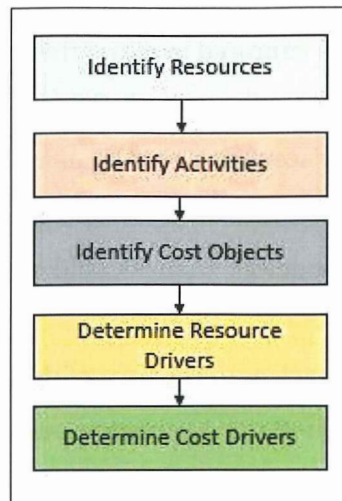 Identify Resources
Identify Activities
Identify Cost Objects
Determine Resource
Drivers
Determine Cost Drivers